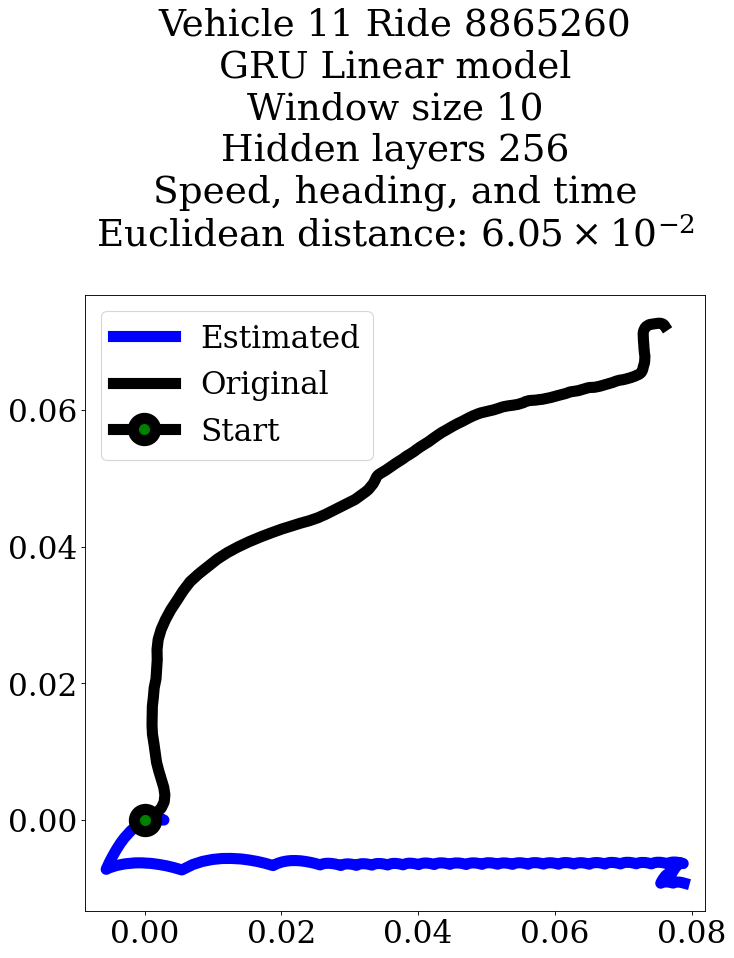 Vehicle 11 Ride 8865260
GRU Linear model
Window size 10
Hidden layers 256
Speed, heading, and time
Euclidean distance: 6.05 × 10⁻²
Estimated
Original
Start
0.06
0.04
0.02
0.00
0.00 0.02 0.04 0.06 0.08